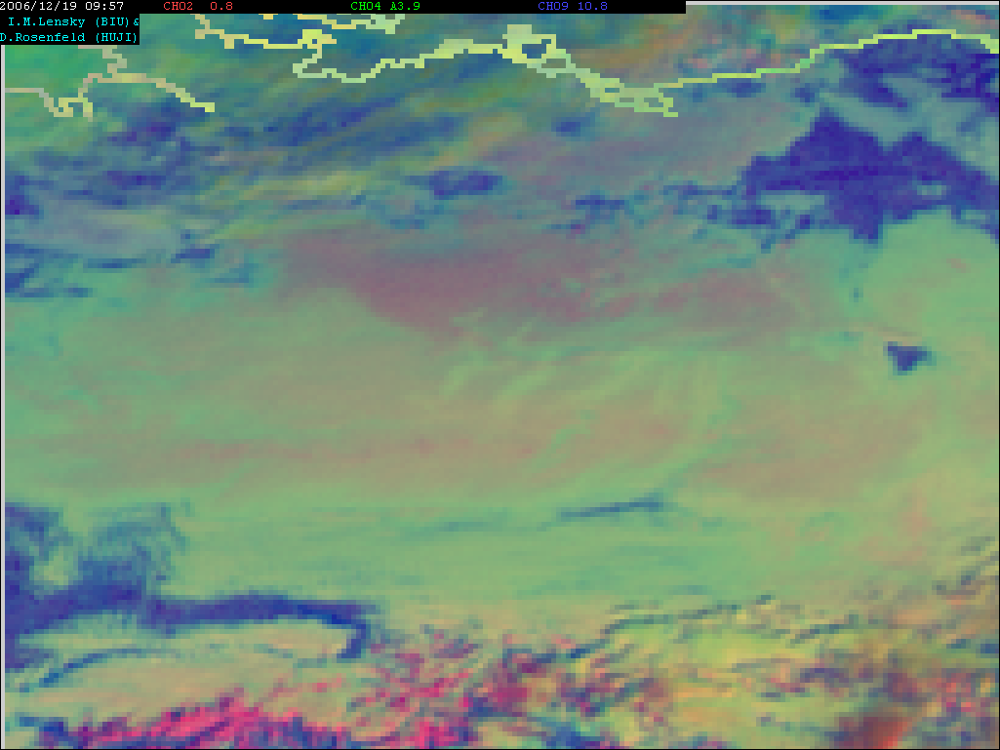 2006/12/19 09:57 CH02 0.8 CH04 A3.9 CH09 10.8
I.M.Lensky (BIU)&
D.Rosenfeld (HUJI)